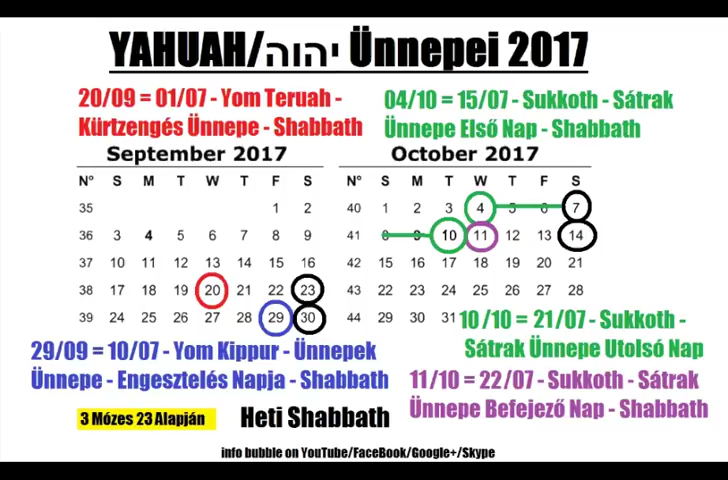 YAHUAH/יהוה Ünnepei 2017
20/09 = 01/07 - Yom Teruah -
Kürtzengés Ünnepe - Shabbath
04/10 = 15/07 - Sukkoth - Sátrak
Ünnepe Első Nap - Shabbath
September 2017
Nº S M T W T F S
35 1 2
36 3 4 5 6 7 8 9
37 10 11 12 13 14 15 16
38 17 18 19 20 21 22 23
39 24 25 26 27 28 29 30
October 2017
Nº S M T W T F S
40 1 2 3 4 5 6 7
41 8 9 10 11 12 13 14
42 15 16 17 18 19 20 21
43 22 23 24 25 26 27 28
44 29 30 31
10/10 = 21/07 - Sukkoth -
Sátrak Ünnepe Utolsó Nap
29/09 = 10/07 - Yom Kippur - Ünnepek
Ünnepe - Engesztelés Napja - Shabbath
11/10 = 22/07 - Sukkoth - Sátrak
Ünnepe Befejező Nap - Shabbath
3 Mózes 23 Alapján
Heti Shabbath
info bubble on YouTube/FaceBook/Google+/Skype